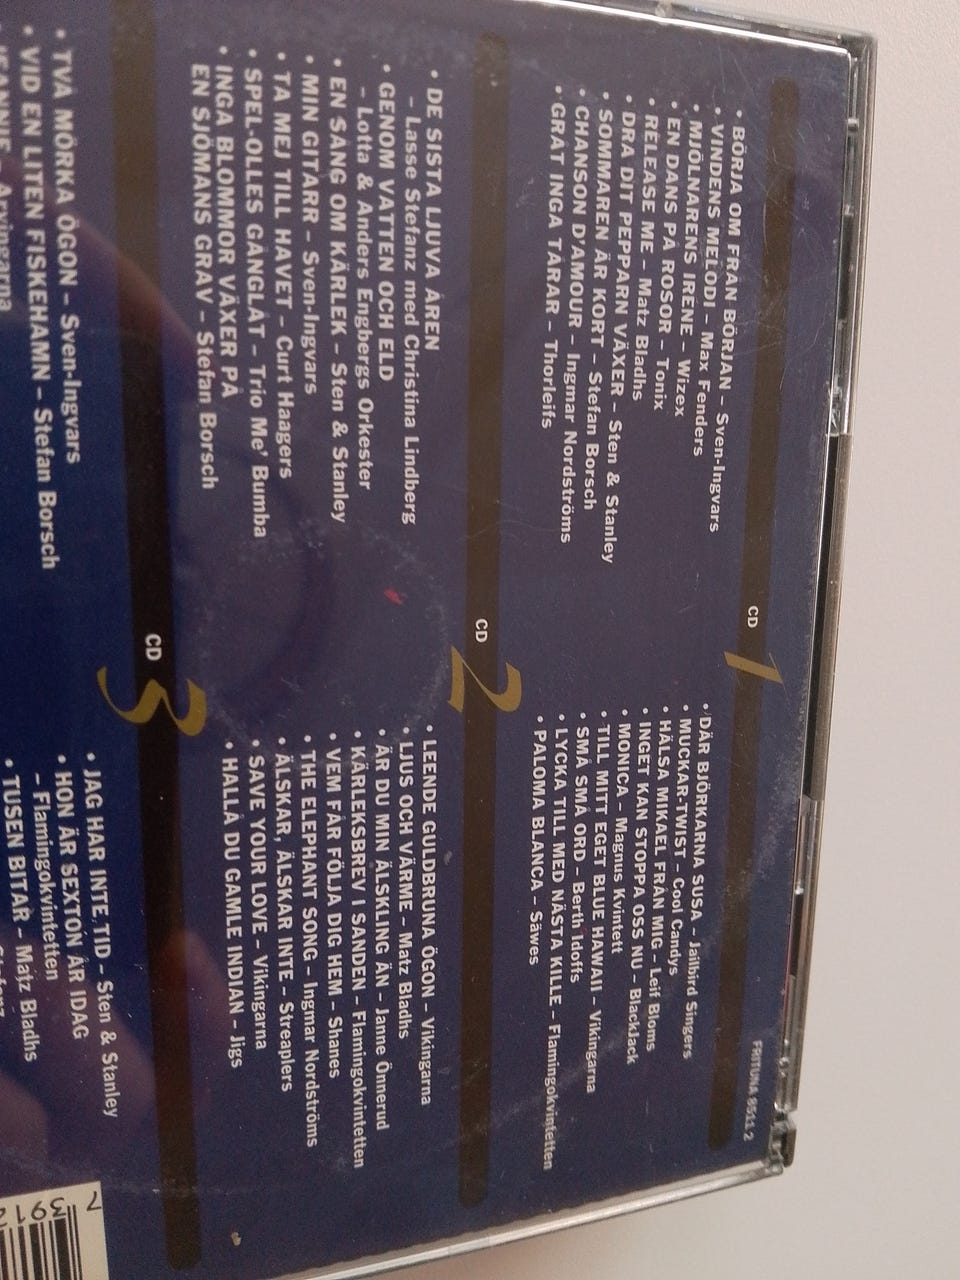 FRITUNA 8511-2
CD 1
• BÖRJA OM FRÅN BÖRJAN – Sven-Ingvars
• VINDENS MELODI – Max Fenders
• MJÖLNARENS IRENE – Wizex
• EN DANS PÅ ROSOR – Tonix
• RELEASE ME – Matz Bladhs
• DRA DIT PEPPARN VÄXER – Sten & Stanley
• SOMMAREN ÄR KORT – Stefan Borsch
• CHANSON D'AMOUR – Ingmar Nordströms
• GRÅT INGA TÅRAR – Thorleifs
• DÄR BJÖRKARNA SUSA – Jailbird Singers
• MUCKAR-TWIST – Cool Candys
• HÄLSA MIKAEL FRÅN MIG – Leif Bloms
• INGET KAN STOPPA OSS NU – BlackJack
• MONICA – Magnus Kvintett
• TILL MITT EGET BLUE HAWAII – Vikingarna
• SMÅ SMÅ ORD – Berth Idoffs
• LYCKA TILL MED NÄSTA KILLE – Flamingokvintetten
• PALOMA BLANCA – Säwes
CD 2
• DE SISTA LJUVA ÅREN
– Lasse Stefanz med Christina Lindberg
• GENOM VATTEN OCH ELD
– Lotta & Anders Engbergs Orkester
• EN SÅNG OM KÄRLEK – Sten & Stanley
• MIN GITARR – Sven-Ingvars
• TA MEJ TILL HAVET – Curt Haagers
• SPEL-OLLES GÅNGLÅT – Trio Me' Bumba
• INGA BLOMMOR VÄXER PÅ
EN SJÖMANS GRAV – Stefan Borsch
• LEENDE GULDBRUNA ÖGON – Vikingarna
• LJUS OCH VÄRME – Matz Bladhs
• ÄR DU MIN ÄLSKLING ÄN – Janne Önnerud
• KÄRLEKSBREV I SANDEN – Flamingokvintetten
• VEM FÅR FÖLJA DIG HEM – Shanes
• THE ELEPHANT SONG – Ingmar Nordströms
• ÄLSKAR, ÄLSKAR INTE – Streaplers
• SAVE YOUR LOVE – Vikingarna
• HALLÅ DU GAMLE INDIAN – Jigs
CD 3
• TVÅ MÖRKA ÖGON – Sven-Ingvars
• VID EN LITEN FISKEHAMN – Stefan Borsch
• JAG HAR INTE TID – Sten & Stanley
• HON ÄR SEXTON ÅR IDAG
– Flamingokvintetten
• TUSEN BITAR – Matz Bladhs
7 3912